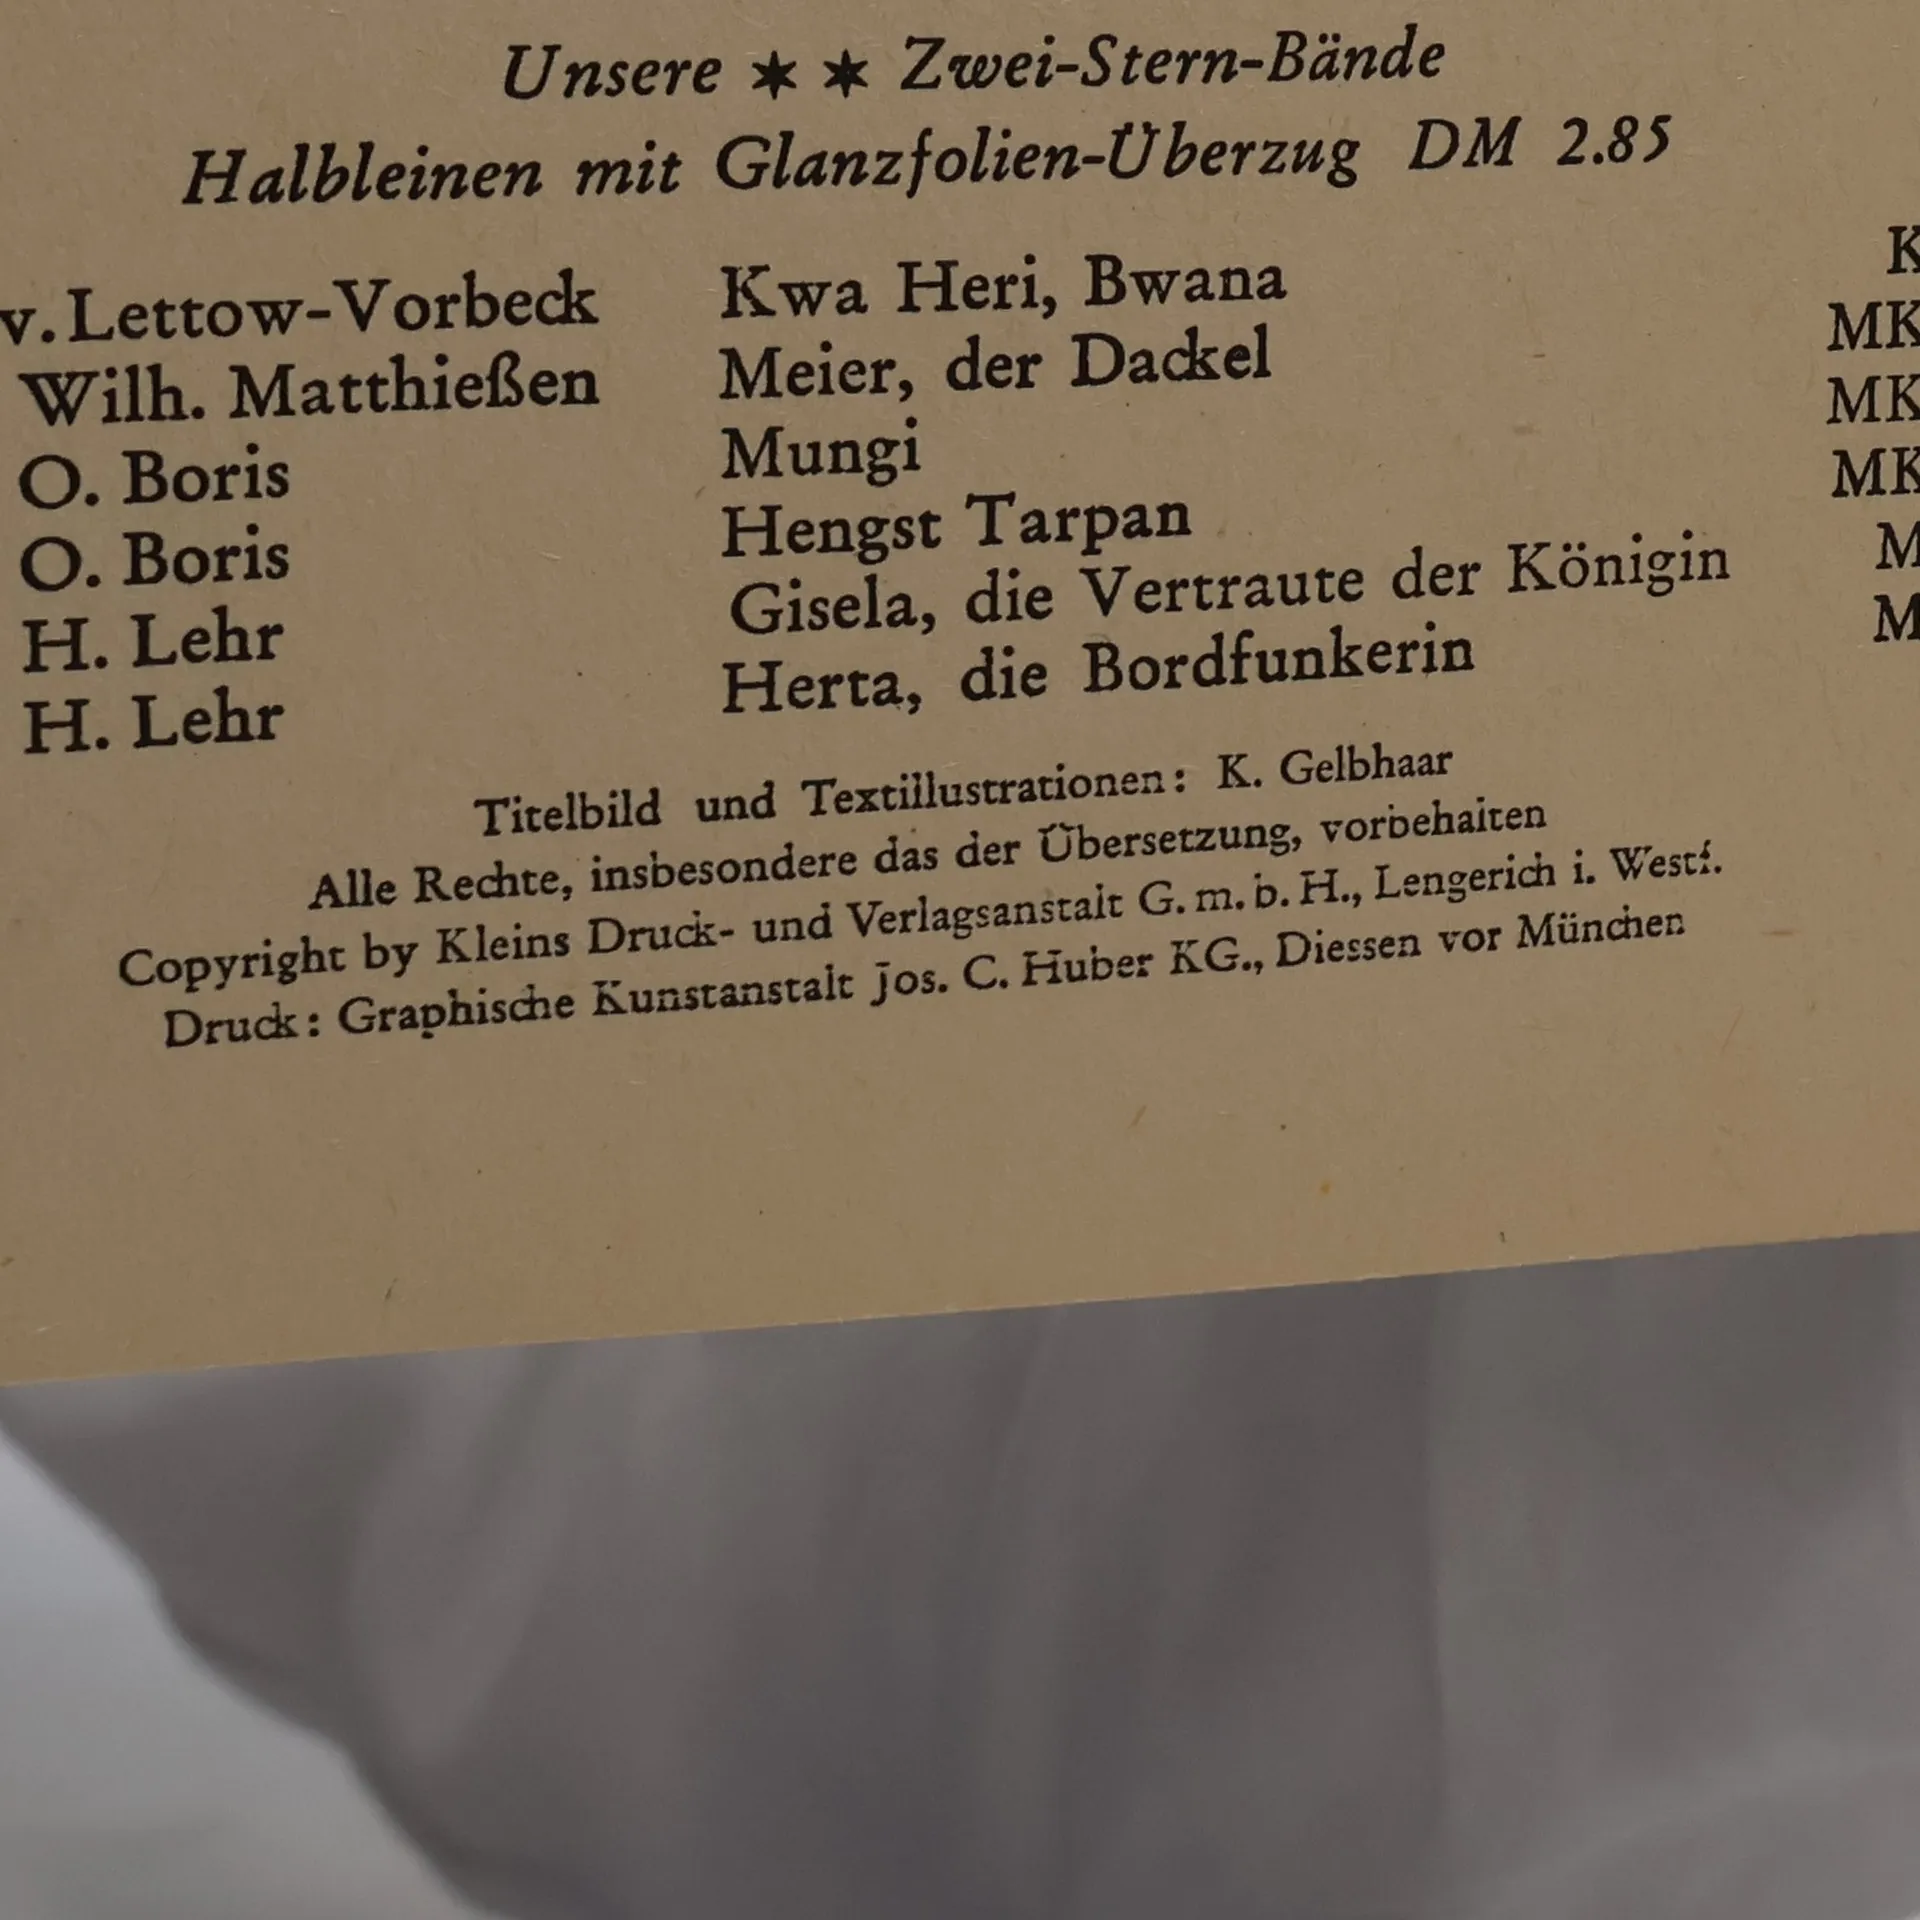 Unsere ✶ ✶ Zwei-Stern-Bände
Halbleinen mit Glanzfolien-Überzug DM 2.85
v. Lettow-Vorbeck Kwa Heri, Bwana K
Wilh. Matthießen Meier, der Dackel MK
O. Boris Mungi MK
O. Boris Hengst Tarpan MK
H. Lehr Gisela, die Vertraute der Königin M
H. Lehr Herta, die Bordfunkerin M
Titelbild und Textillustrationen: K. Gelbhaar
Alle Rechte, insbesondere das der Übersetzung, vorbehalten
Copyright by Kleins Druck- und Verlagsanstalt G. m. b. H., Lengerich i. Westf.
Druck: Graphische Kunstanstalt Jos. C. Huber KG., Diessen vor München